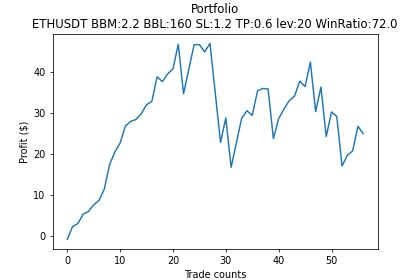 Portfolio
ETHUSDT BBM:2.2 BBL:160 SL:1.2 TP:0.6 lev:20 WinRatio:72.0
Profit ($)
40
30
20
10
0
0
10
20
30
40
50
Trade counts